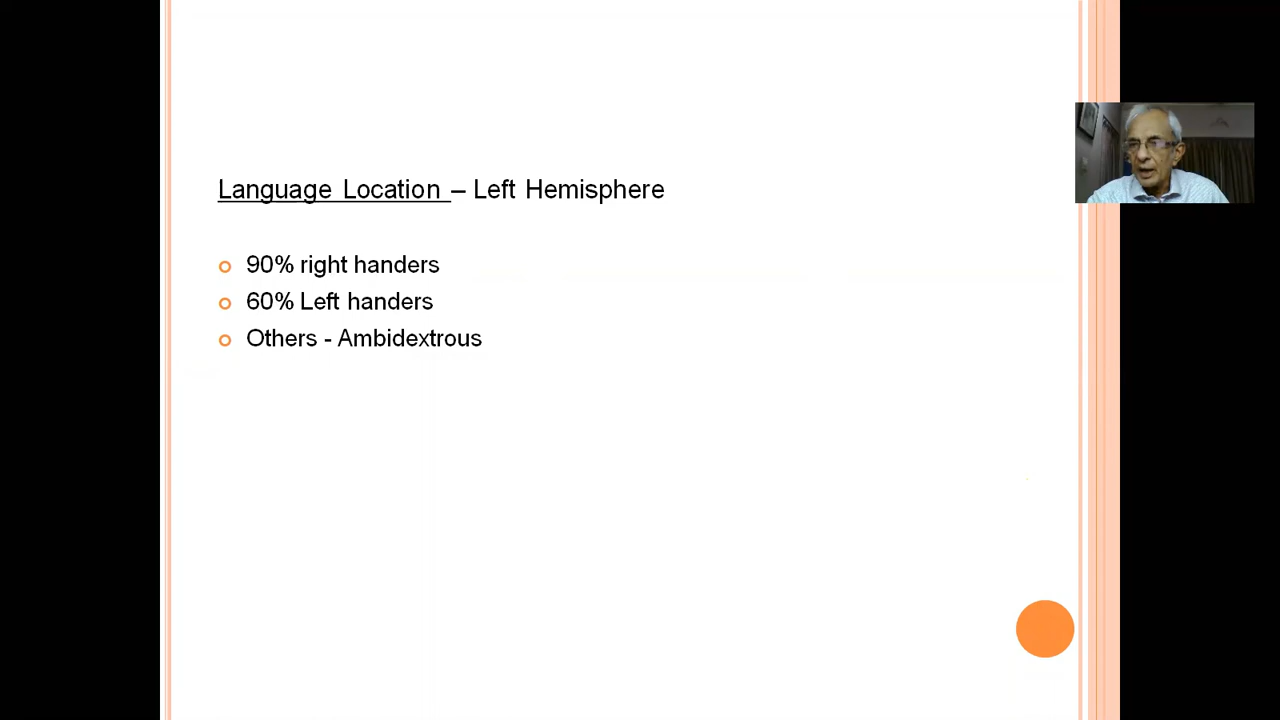 Language Location – Left Hemisphere
90% right handers
60% Left handers
Others - Ambidextrous